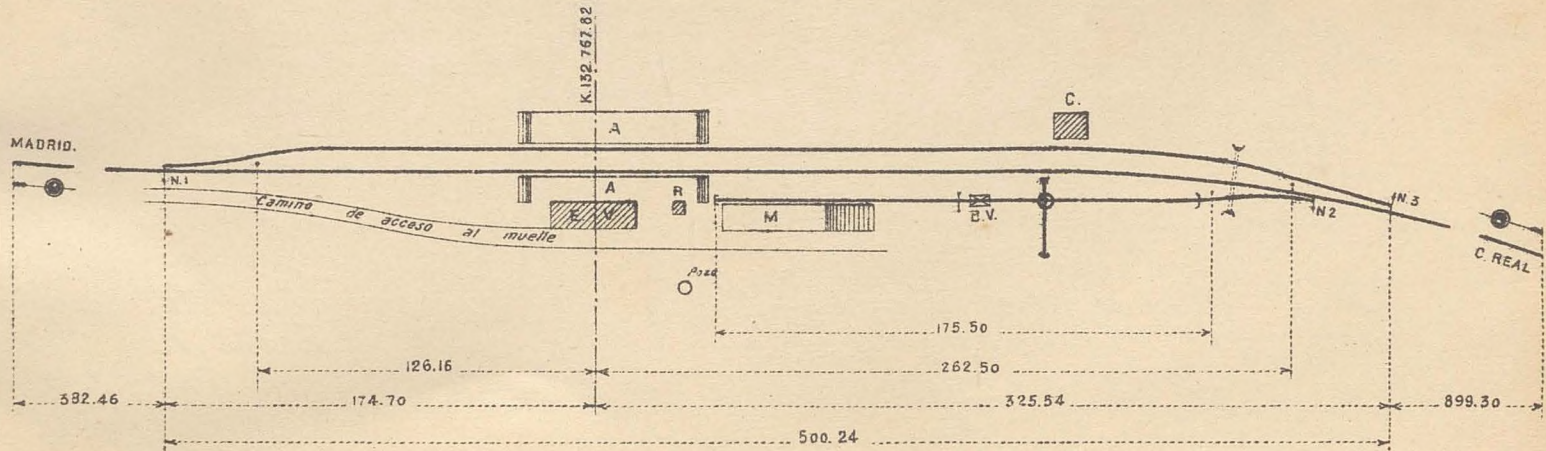 K.132.767.82
C.
A
MADRID.
N.1
A
R
Camino de acceso al muelle
E V
M
B.V.
N2
N.3
C. REAL
Pozo
175.50
126.16
262.50
382.46
174.70
325.54
899.30
500.24